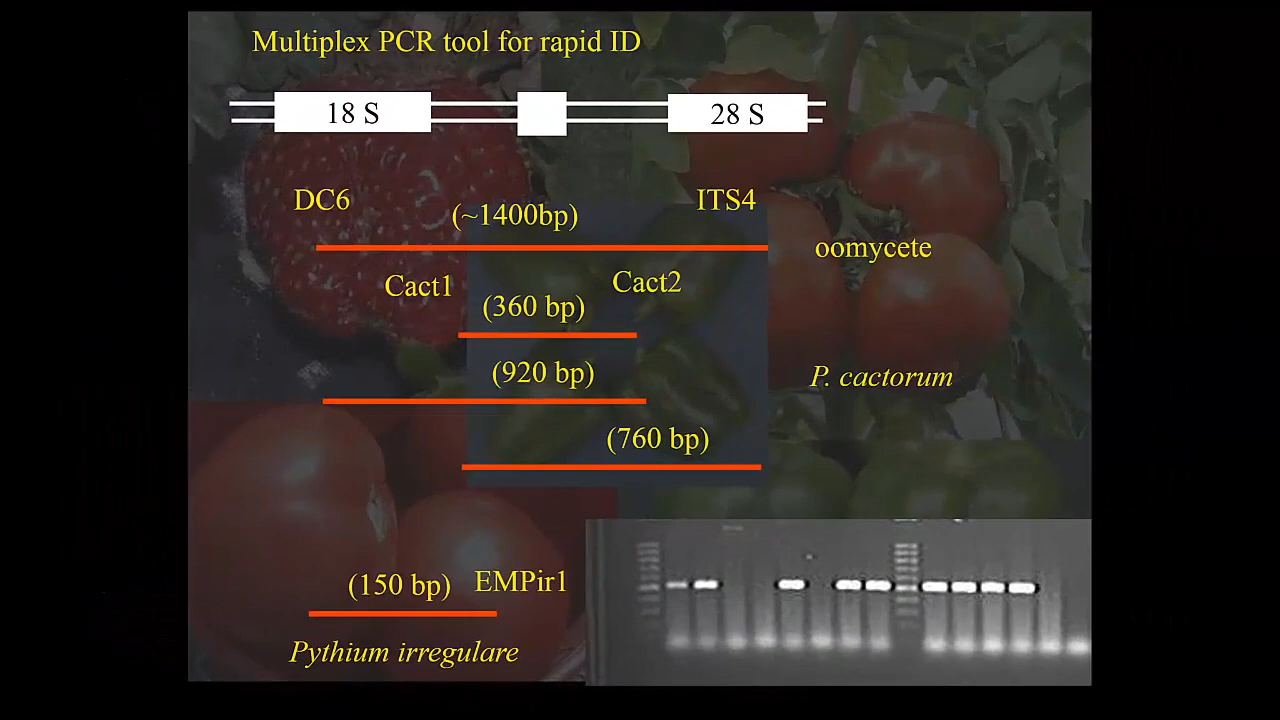 Multiplex PCR tool for rapid ID
18 S
28 S
DC6
ITS4
(~1400bp)
oomycete
Cact1
Cact2
(360 bp)
(920 bp)
P. cactorum
(760 bp)
(150 bp)
EMPir1
Pythium irregulare